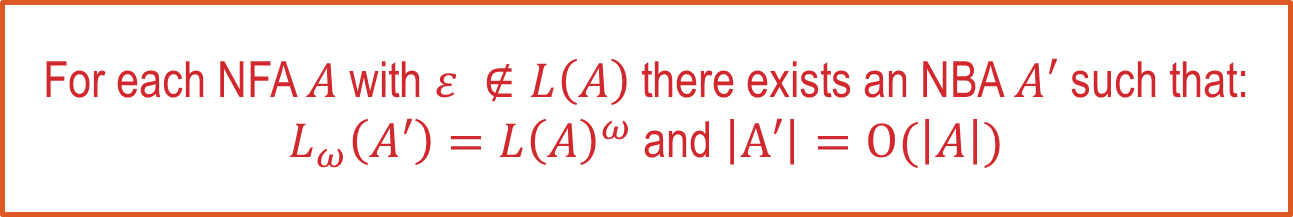 For each NFA A with ε ∉ L(A) there exists an NBA A′ such that:
L_ω(A′) = L(A)^ω and |A′| = O(|A|)